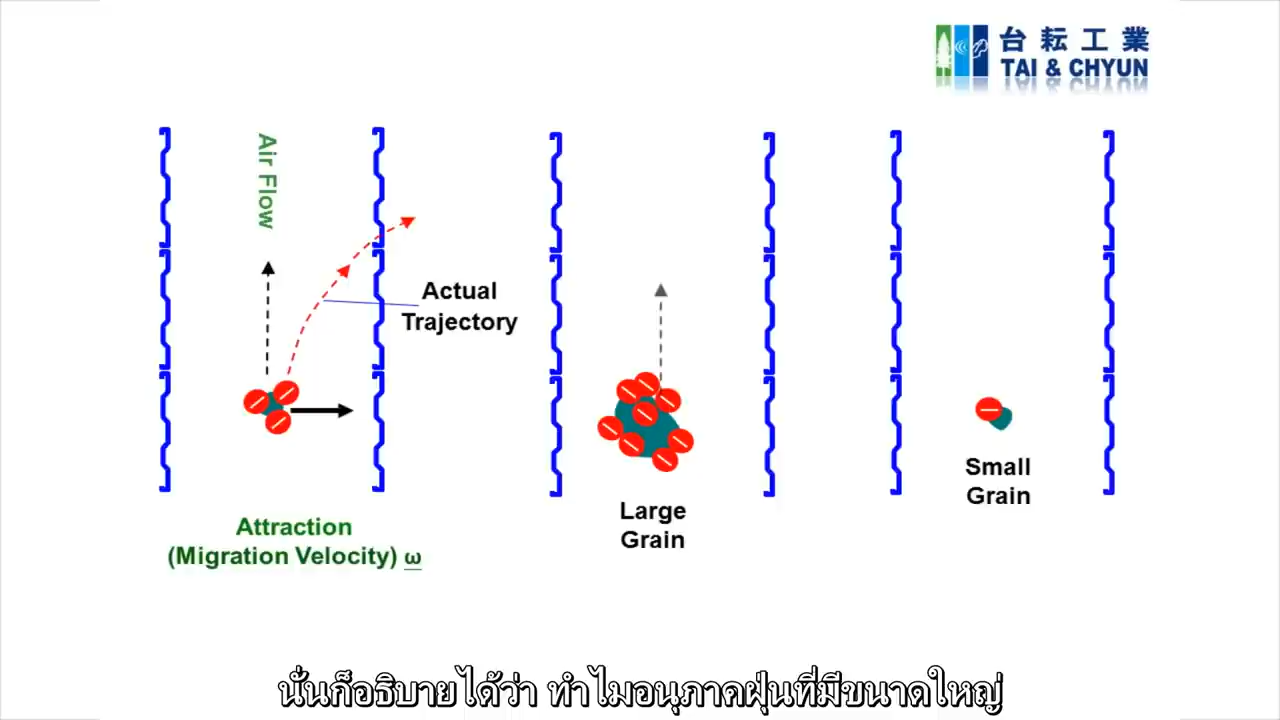 台耘工業
TAI & CHYUN
Air Flow
Actual
Trajectory
Large
Grain
Small
Grain
Attraction
(Migration Velocity) ω
นั่นก็อธิบายได้ว่า ทำไมอนุภาคฝุ่นที่มีขนาดใหญ่